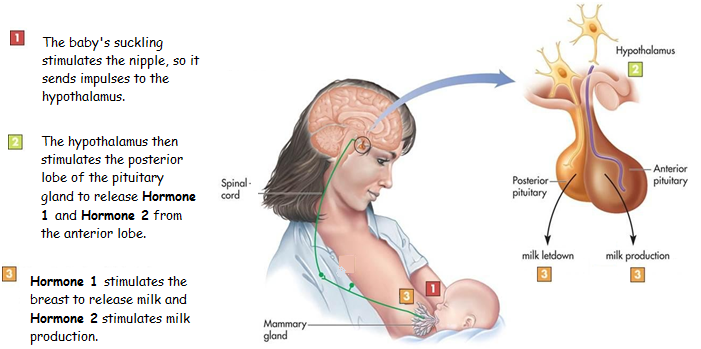 1
The baby's suckling
stimulates the nipple, so it
sends impulses to the
hypothalamus.
2
The hypothalamus then
stimulates the posterior
lobe of the pituitary
gland to release Hormone
1 and Hormone 2 from
the anterior lobe.
3
Hormone 1 stimulates the
breast to release milk and
Hormone 2 stimulates milk
production.
Spinal
cord
1
3
Mammary
gland
Hypothalamus
2
Posterior
pituitary
Anterior
pituitary
milk letdown
3
milk production
3